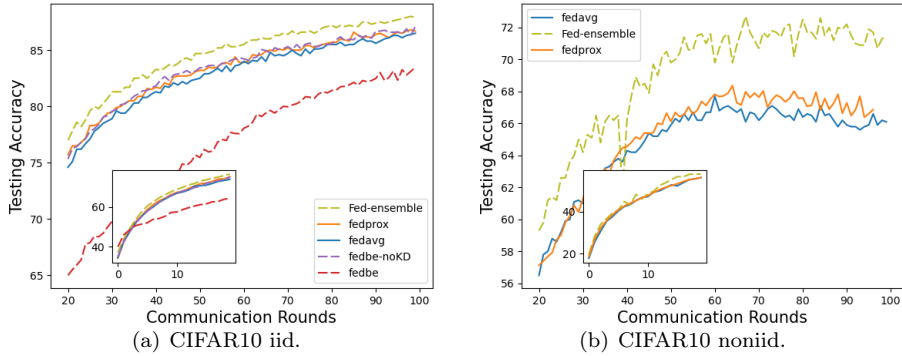 85
80
75
70
65
Testing Accuracy
60
40
0 10
Fed-ensemble
fedprox
fedavg
fedbe-noKD
fedbe
20 30 40 50 60 70 80 90 100
Communication Rounds
(a) CIFAR10 iid.
72
70
68
66
64
62
60
58
56
Testing Accuracy
fedavg
Fed-ensemble
fedprox
40
20
0 10
20 30 40 50 60 70 80 90 100
Communication Rounds
(b) CIFAR10 noniid.